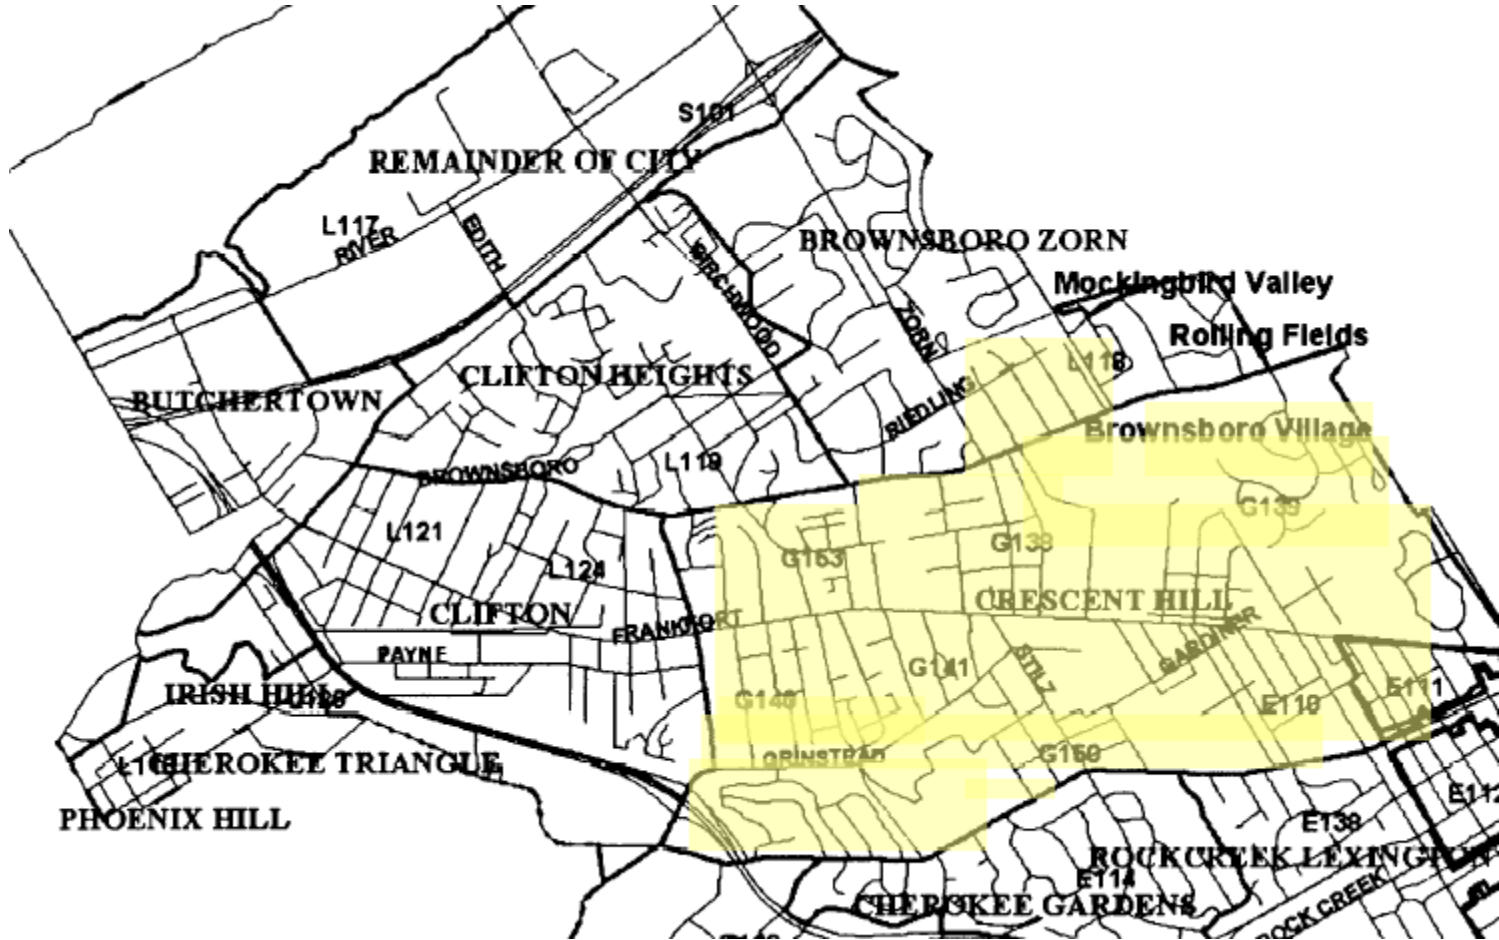 S101
REMAINDER OF CITY
L117
RIVER
EDITH
BROWNSBORO ZORN
BIRCHWOOD
Mockingbird Valley
ZORN
Rolling Fields
L118
CLIFTON HEIGHTS
BUTCHERTOWN
RIEDLING
Brownsboro Village
L119
BROWNSBORO
G139
L121
G138
G153
L124
CRESCENT HILL
CLIFTON
FRANKFORT
GARDINER
PAYNE
G141
STILZ
E111
IRISH HILL
G140
E110
GRINSTEAD
G150
CHEROKEE TRIANGLE
E112
PHOENIX HILL
E138
ROCKCREEK LEXINGTON
E114
CHEROKEE GARDENS
ROCK CREEK